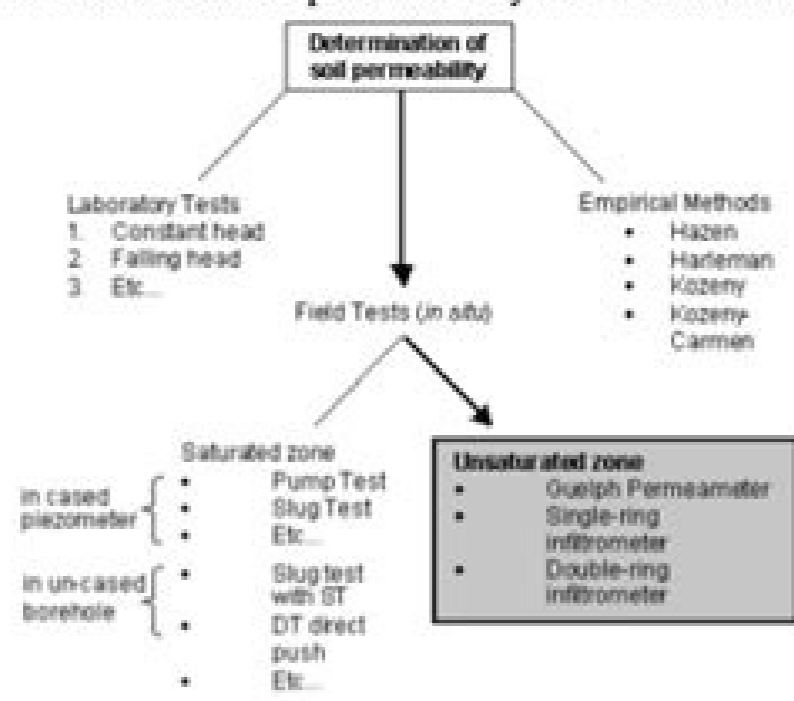 Determination of
soil permeability
Laboratory Tests
1. Constant head
2 Falling head
3 Etc...
Empirical Methods
• Hazen
• Harleman
• Kozeny
• Kozeny-
Carmen
Field Tests (in situ)
Saturated zone
in cased
piezometer
• Pump Test
• Slug Test
• Etc...
in un-cased
borehole
• Slug test
with ST
• DT direct
push
• Etc...
Unsaturated zone
• Guelph Permeameter
• Single-ring
infiltrometer
• Double-ring
infiltrometer